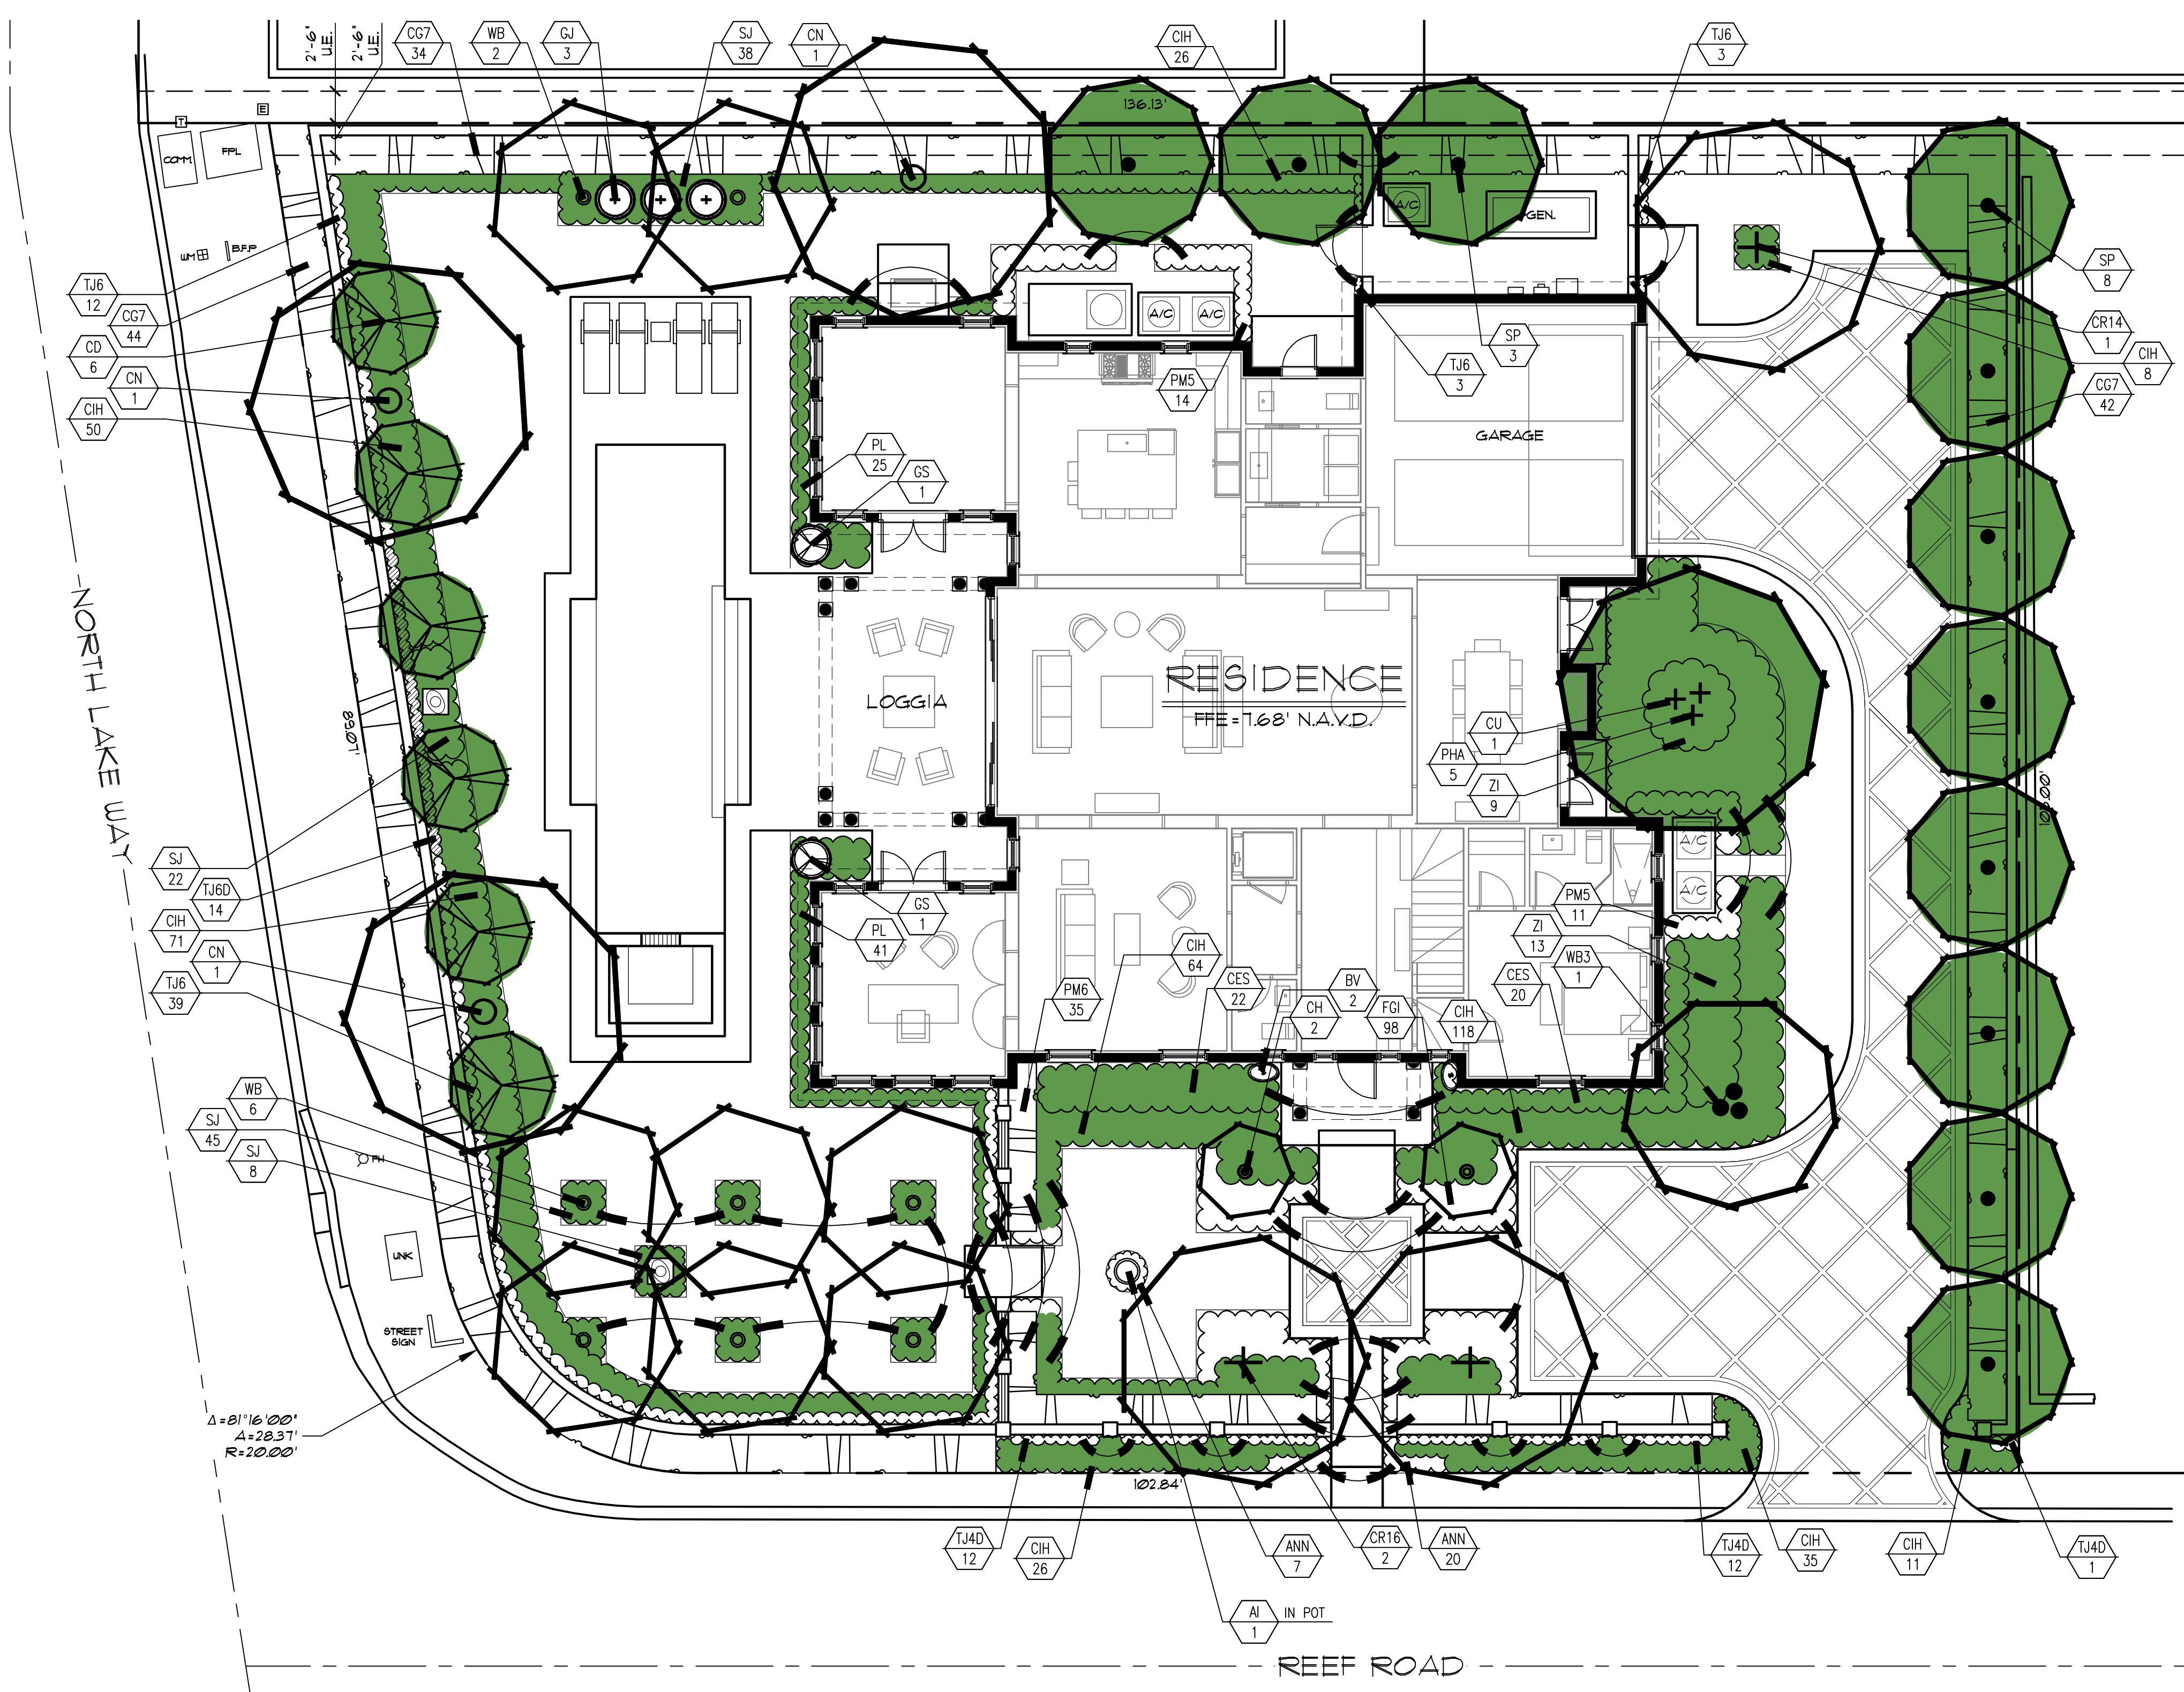 2'-6"
U.E.
2'-6"
U.E.
CG7
34
WB
2
GJ
3
SJ
38
CN
1
CIH
26
TJ6
3
136.13'
E
T
COMM.
FPL
WM
B.F.P
A/C
GEN.
SP
8
TJ6
12
CG7
44
CD
6
CN
1
CIH
50
CR14
1
CIH
8
CG7
42
A/C
A/C
SP
3
TJ6
3
PM5
14
GARAGE
PL
25
GS
1
NORTH LAKE WAY
89.07'
LOGGIA
RESIDENCE
FFE=7.68' N.A.V.D.
CU
1
PHA
5
ZI
9
A/C
A/C
SJ
22
TJ6D
14
CIH
71
CN
1
TJ6
39
GS
1
PL
41
PM5
11
ZI
13
WB3
1
CES
20
CIH
64
PM6
35
CES
22
BV
2
CH
2
FGI
98
CIH
118
WB
6
SJ
45
SJ
8
FH
UNK
STREET
SIGN
Δ=81°16'00"
A=28.37'
R=20.00'
102.84'
TJ4D
12
CIH
26
ANN
7
CR16
2
ANN
20
TJ4D
12
CIH
35
CIH
11
TJ4D
1
AI
1
IN POT
REEF ROAD